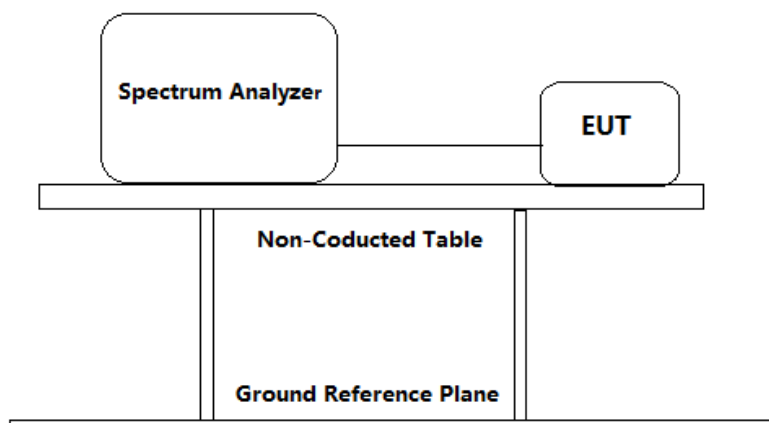 Spectrum Analyzer
EUT
Non-Coducted Table
Ground Reference Plane